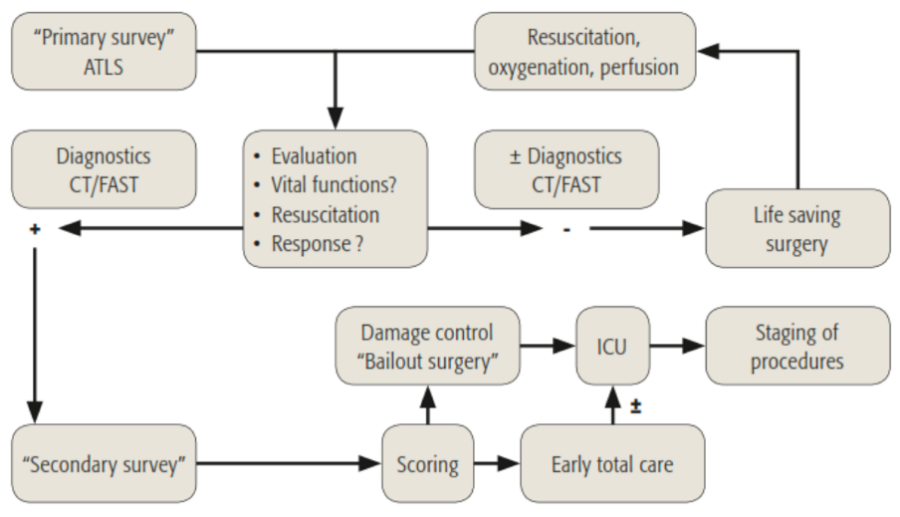 “Primary survey”
ATLS
Resuscitation,
oxygenation, perfusion
Diagnostics
CT/FAST
• Evaluation
• Vital functions?
• Resuscitation
• Response ?
± Diagnostics
CT/FAST
+
-
Life saving
surgery
Damage control
“Bailout surgery”
ICU
Staging of
procedures
±
“Secondary survey”
Scoring
Early total care